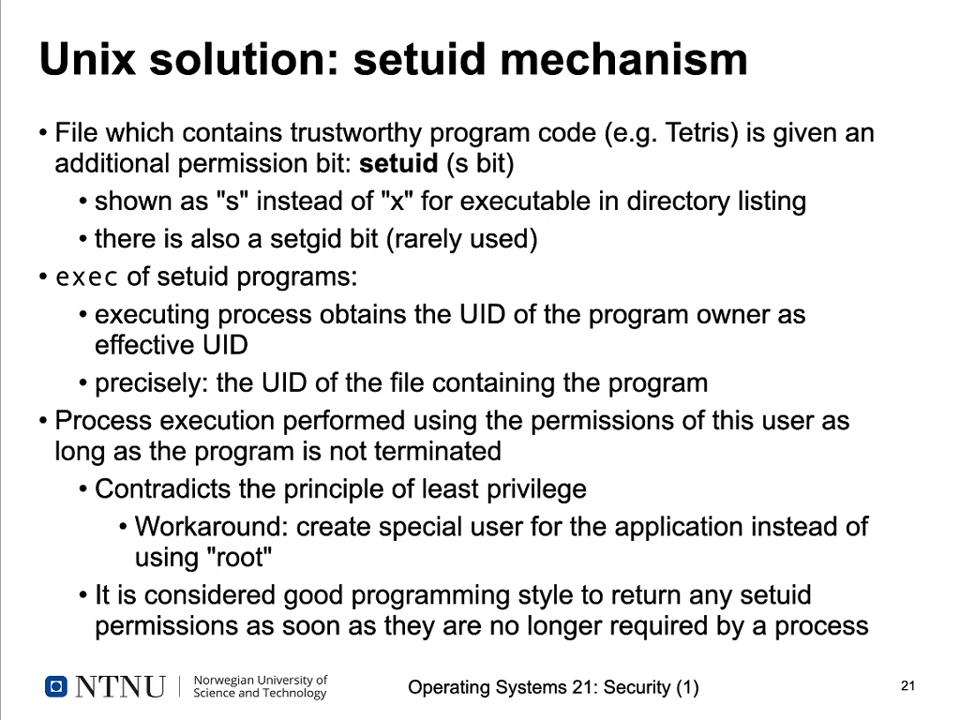 Unix solution: setuid mechanism
• File which contains trustworthy program code (e.g. Tetris) is given an
additional permission bit: setuid (s bit)
• shown as "s" instead of "x" for executable in directory listing
• there is also a setgid bit (rarely used)
• exec of setuid programs:
• executing process obtains the UID of the program owner as
effective UID
• precisely: the UID of the file containing the program
• Process execution performed using the permissions of this user as
long as the program is not terminated
• Contradicts the principle of least privilege
• Workaround: create special user for the application instead of
using "root"
• It is considered good programming style to return any setuid
permissions as soon as they are no longer required by a process
NTNU
Norwegian University of
Science and Technology
Operating Systems 21: Security (1)
21